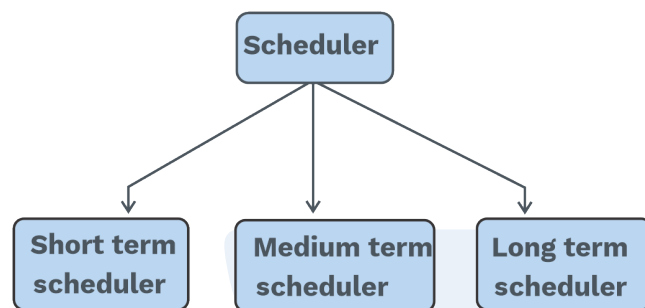 Scheduler
Short term
scheduler
Medium term
scheduler
Long term
scheduler